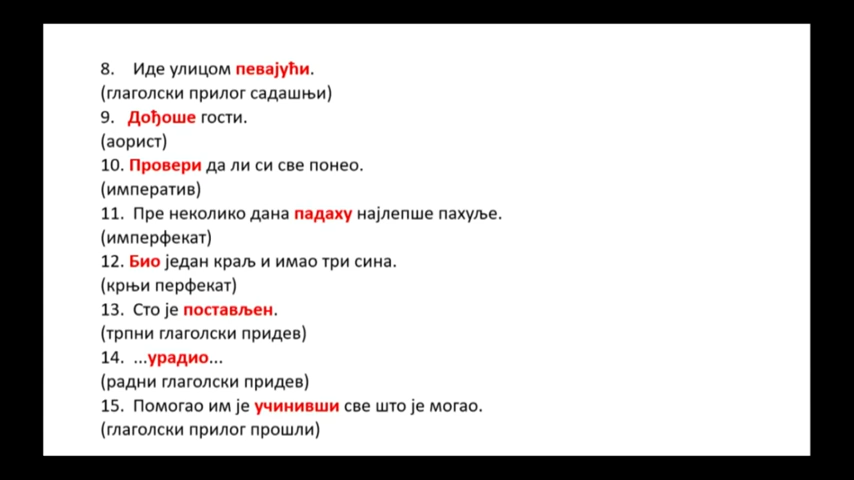 8. Иде улицом певајући.
(глаголски прилог садашњи)
9. Дођоше гости.
(аорист)
10. Провери да ли си све понео.
(императив)
11. Пре неколико дана падаху најлепше пахуље.
(имперфекат)
12. Био један краљ и имао три сина.
(крњи перфекат)
13. Сто је постављен.
(трпни глаголски придев)
14. ...урадио...
(радни глаголски придев)
15. Помогао им је учинивши све што је могао.
(глаголски прилог прошли)